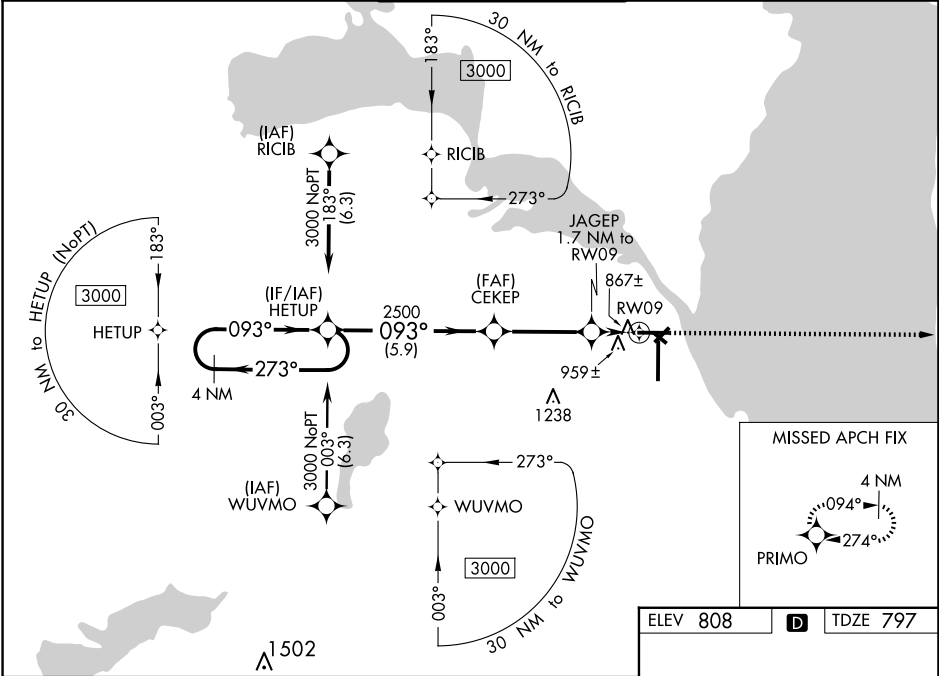 30 NM to RICIB
183°
3000
RICIB
273°
(IAF)
RICIB
3000 NoPT
183°
(6.3)
30 NM to HETUP (NoPT)
183°
3000
HETUP
003°
(IF/IAF)
HETUP
093°
273°
4 NM
2500
093°
(5.9)
(FAF)
CEKEP
JAGEP
1.7 NM to
RW09
867±
RW09
959±
1238
3000 NoPT
003°
(6.3)
(IAF)
WUVMO
273°
WUVMO
3000
003°
30 NM to WUVMO
MISSED APCH FIX
4 NM
094°
274°
PRIMO
ELEV 808
D
TDZE 797
1502